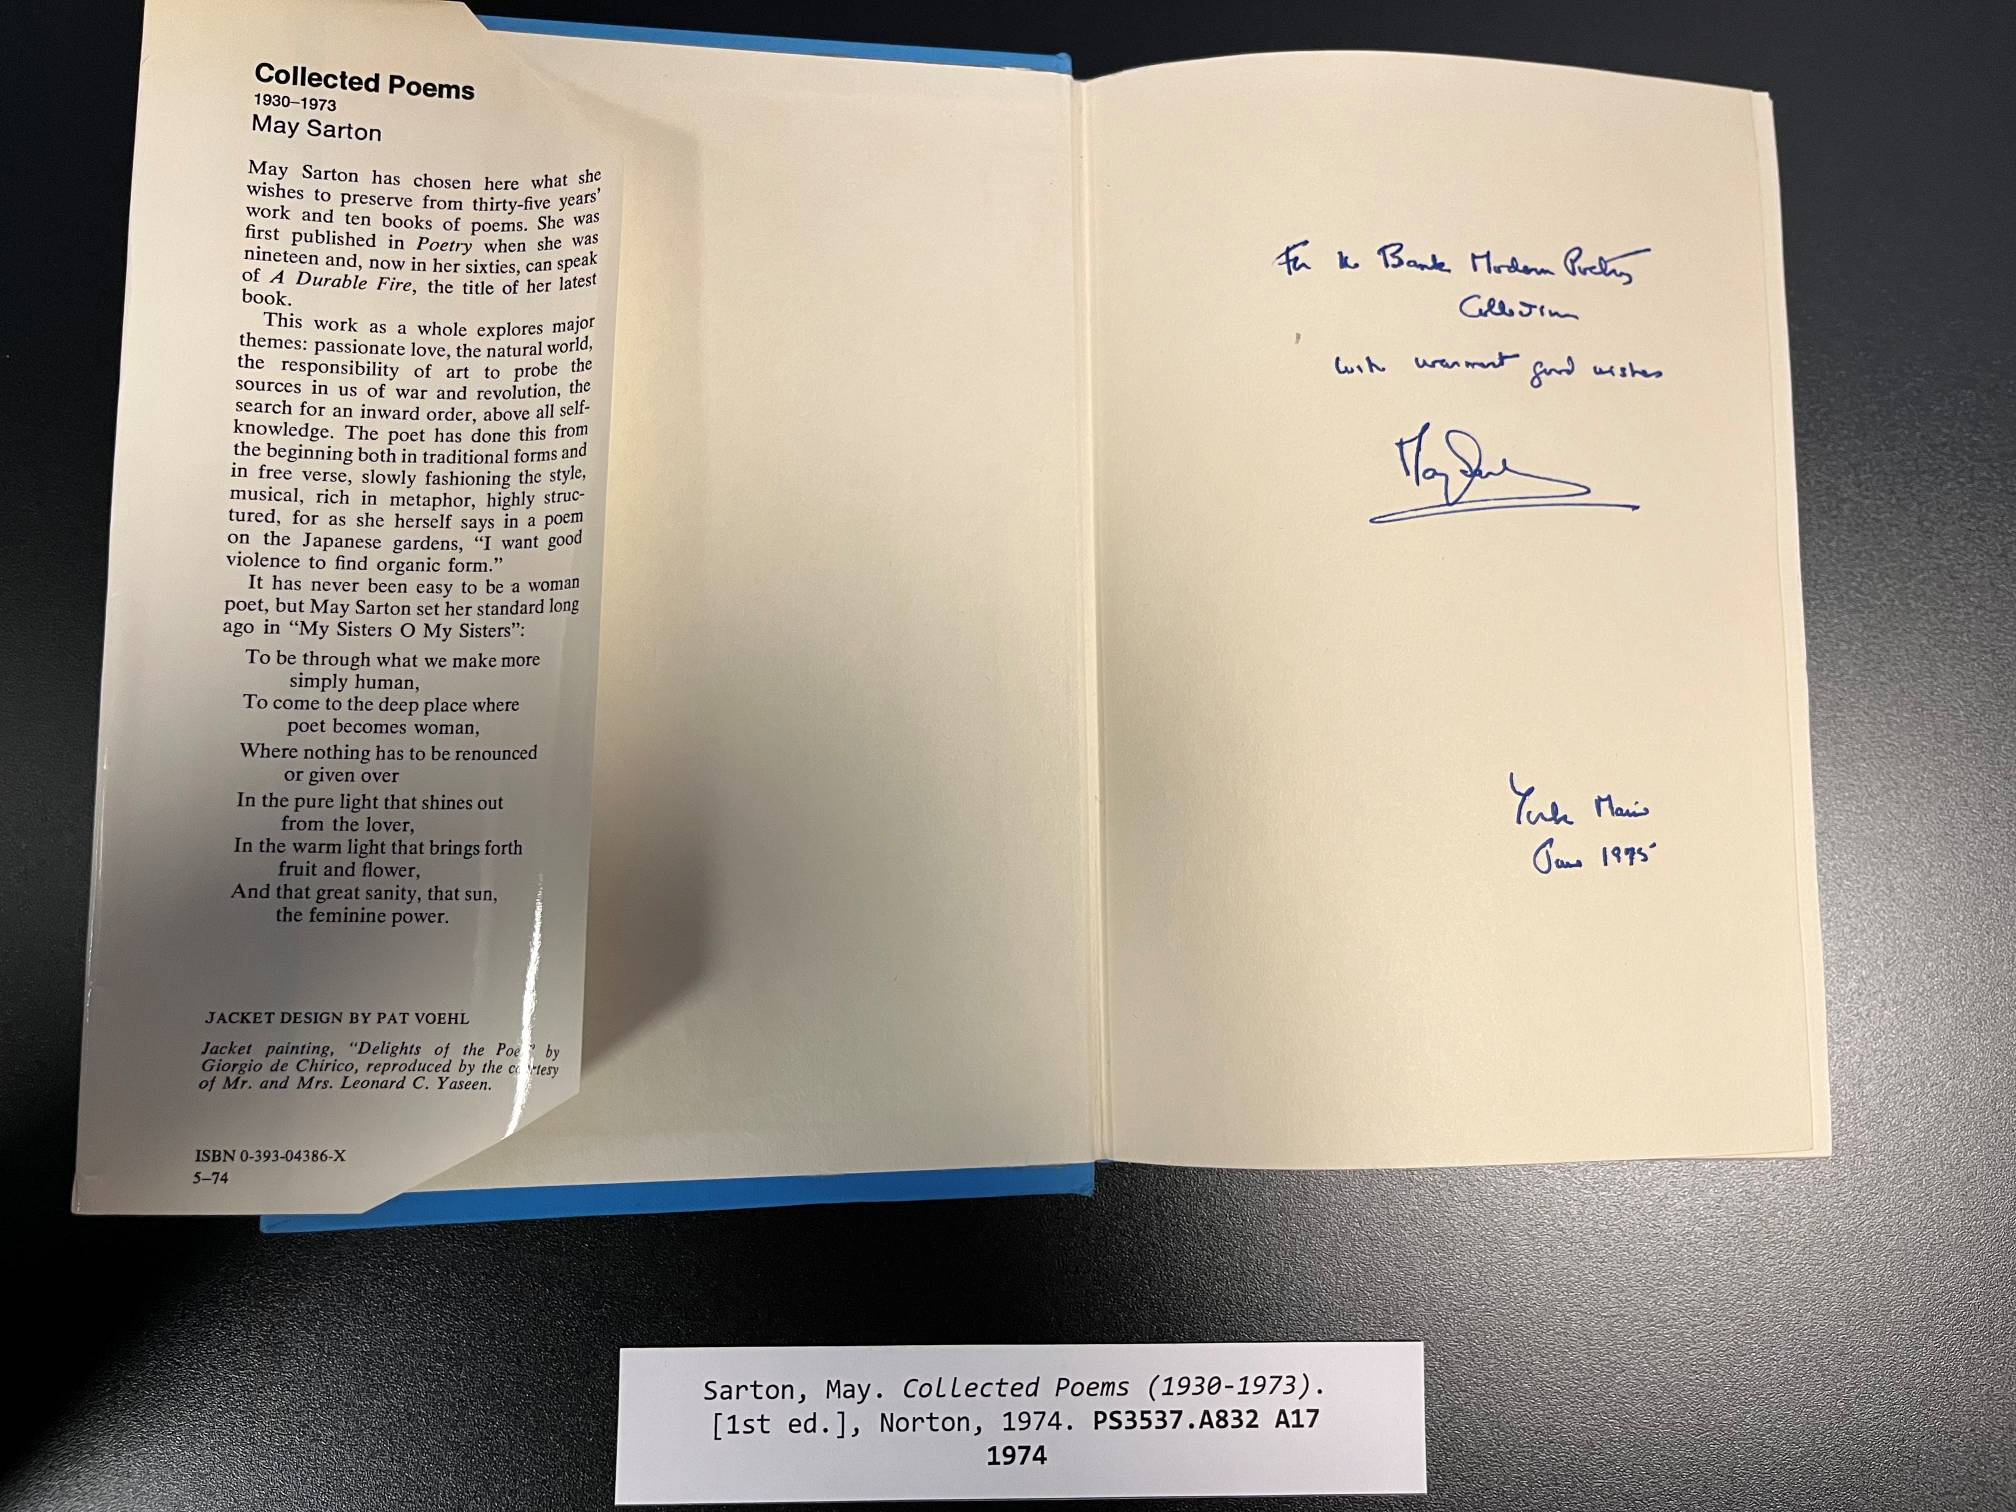 Collected Poems
1930–1973
May Sarton
May Sarton has chosen here what she
wishes to preserve from thirty-five years’
work and ten books of poems. She was
first published in Poetry when she was
nineteen and, now in her sixties, can speak
of A Durable Fire, the title of her latest
book.
This work as a whole explores major
themes: passionate love, the natural world,
the responsibility of art to probe the
sources in us of war and revolution, the
search for an inward order, above all self-
knowledge. The poet has done this from
the beginning both in traditional forms and
in free verse, slowly fashioning the style,
musical, rich in metaphor, highly struc-
tured, for as she herself says in a poem
on the Japanese gardens, “I want good
violence to find organic form.”
It has never been easy to be a woman
poet, but May Sarton set her standard long
ago in “My Sisters O My Sisters”:
To be through what we make more
simply human,
To come to the deep place where
poet becomes woman,
Where nothing has to be renounced
or given over
In the pure light that shines out
from the lover,
In the warm light that brings forth
fruit and flower,
And that great sanity, that sun,
the feminine power.
JACKET DESIGN BY PAT VOEHL
Jacket painting, “Delights of the Poet” by
Giorgio de Chirico, reproduced by the courtesy
of Mr. and Mrs. Leonard C. Yaseen.
ISBN 0-393-04386-X
5–74
For the Bank Modern Poetry
Collection
with warmest good wishes
May Sarton
York Maine
1975
Sarton, May. Collected Poems (1930-1973).
[1st ed.], Norton, 1974. PS3537.A832 A17
1974